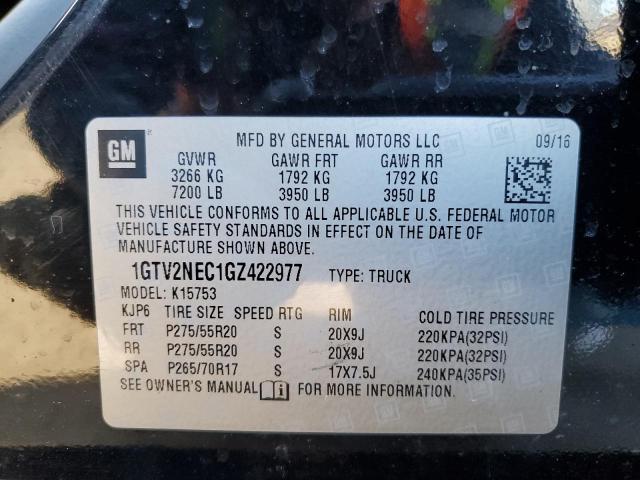 GM MFD BY GENERAL MOTORS LLC 09/16
GVWR GAWR FRT GAWR RR
3266 KG 1792 KG 1792 KG
7200 LB 3950 LB 3950 LB
THIS VEHICLE CONFORMS TO ALL APPLICABLE U.S. FEDERAL MOTOR
VEHICLE SAFETY STANDARDS IN EFFECT ON THE DATE OF
MANUFACTURE SHOWN ABOVE.
1GTV2NEC1GZ422977 TYPE: TRUCK
MODEL: K15753
KJP6 TIRE SIZE SPEED RTG RIM COLD TIRE PRESSURE
FRT P275/55R20 S 20X9J 220KPA(32PSI)
RR P275/55R20 S 20X9J 220KPA(32PSI)
SPA P265/70R17 S 17X7.5J 240KPA(35PSI)
SEE OWNER'S MANUAL FOR MORE INFORMATION.